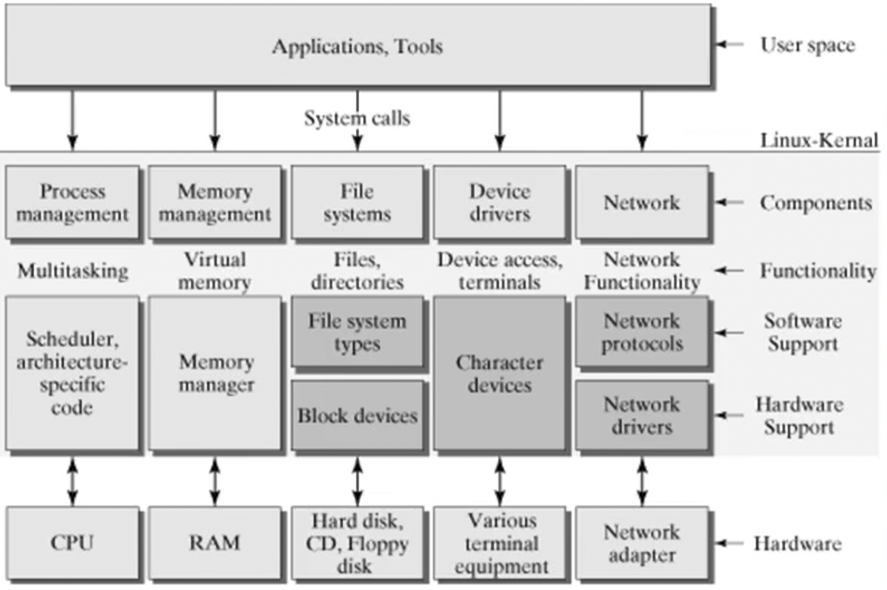 Applications, Tools
User space
System calls
Linux-Kernal
Process
management
Memory
management
File
systems
Device
drivers
Network
Components
Multitasking
Virtual
memory
Files,
directories
Device access,
terminals
Network
Functionality
Functionality
Scheduler,
architecture-
specific
code
Memory
manager
File system
types
Block devices
Character
devices
Network
protocols
Network
drivers
Software
Support
Hardware
Support
CPU
RAM
Hard disk,
CD, Floppy
disk
Various
terminal
equipment
Network
adapter
Hardware